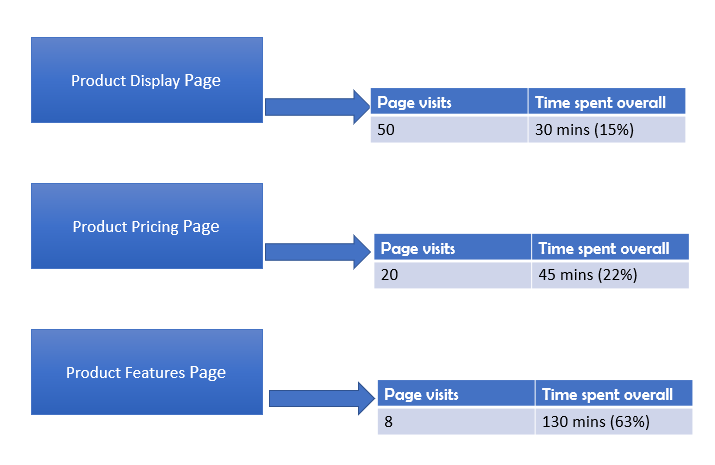 Product Display Page
Page visits Time spent overall
50 30 mins (15%)
Product Pricing Page
Page visits Time spent overall
20 45 mins (22%)
Product Features Page
Page visits Time spent overall
8 130 mins (63%)